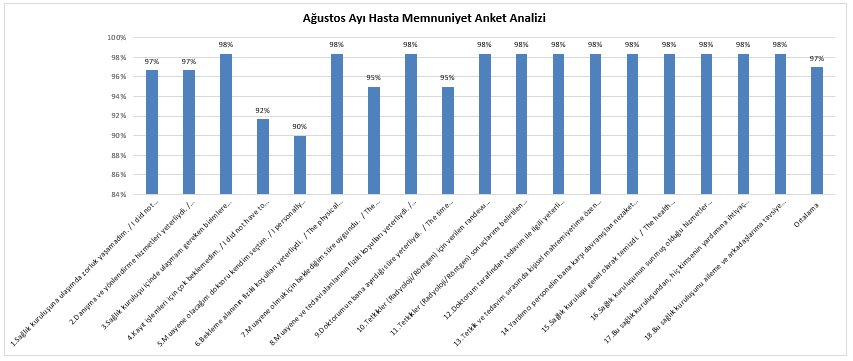 Ağustos Ayı Hasta Memnuniyet Anket Analizi
100%
98%
96%
94%
92%
90%
88%
86%
84%
97%
97%
98%
92%
90%
98%
95%
98%
95%
98%
98%
98%
98%
98%
98%
98%
98%
98%
97%
1.Sağlık kuruluşuna ulaşımda zorluk yaşamadım. / I did not...
2.Danışma ve yönlendirme hizmetleri yeterliydi. /...
3.Sağlık kuruluşu içinde ulaşmam gereken birimlere...
4.Kayıt işlemleri için çok beklemedim. / I did not have to...
5.Muayene olacağım doktoru kendim seçtim. / I personally...
6.Bekleme alanının fiziki koşulları yeterliydi. / The physical...
7.Muayene olmak için beklediğim süre uygundu. / The...
8.Muayene ve tedavi alanlarının fiziki koşulları yeterliydi. /...
9.Doktorumun bana ayırdığı süre yeterliydi. / The time...
10.Tetkikler (Radyoloji/Röntgen) için verilen randevu...
11.Tetkikler (Radyoloji/Röntgen) sonuçlarımı belirtilen...
12.Doktorum tarafından tedavim ile ilgili yeterli...
13.Tetkik ve tedavim sırasında kişisel mahremiyetime özen...
14.Yardımcı personelin bana karşı davranışları nezaket...
15.Sağlık kuruluşu genel olarak temizdi. / The health...
16.Sağlık kuruluşunun sunmuş olduğu hizmetler...
17.Bu sağlık kuruluşundan, hiç kimsenin yardımına ihtiyaç...
18.Bu sağlık kuruluşunu aileme ve arkadaşlarıma tavsiye...
Ortalama